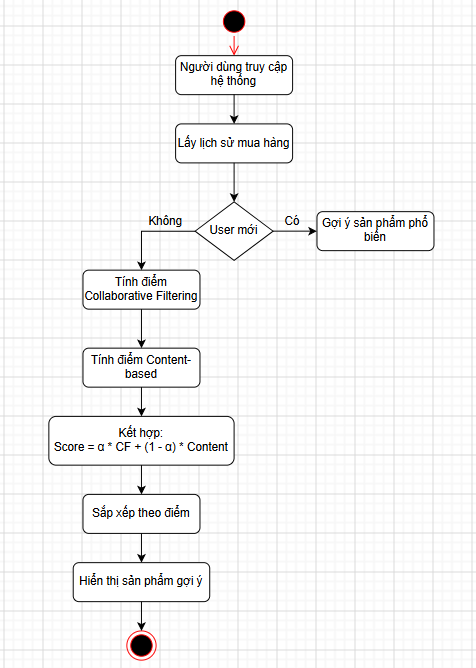 Người dùng truy cập
hệ thống
Lấy lịch sử mua hàng
User mới
Không
Có
Gợi ý sản phẩm phổ
biến
Tính điểm
Collaborative Filtering
Tính điểm Content-
based
Kết hợp:
Score = α * CF + (1 - α) * Content
Sắp xếp theo điểm
Hiển thị sản phẩm gợi ý